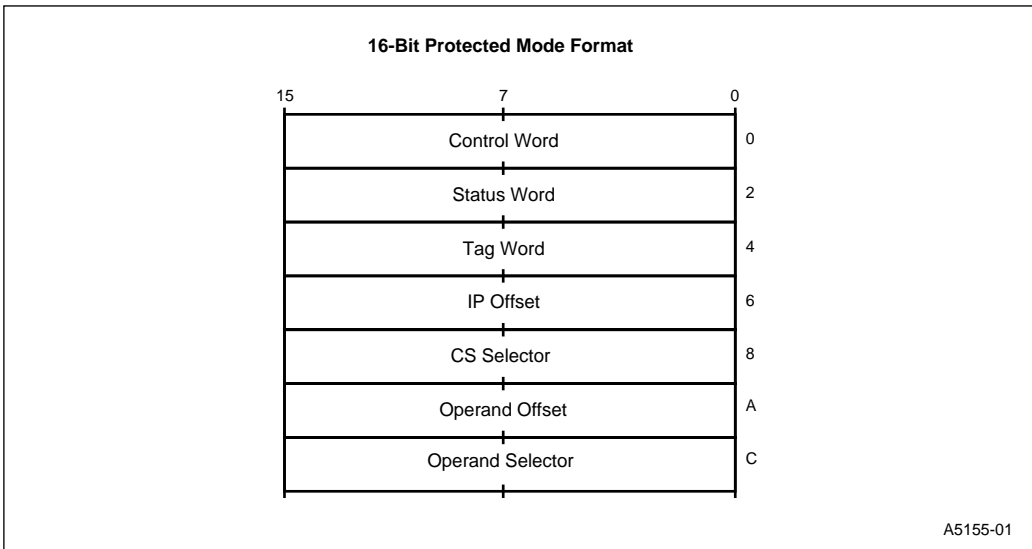 16-Bit Protected Mode Format
15 7 0
Control Word 0
Status Word 2
Tag Word 4
IP Offset 6
CS Selector 8
Operand Offset A
Operand Selector C
A5155-01